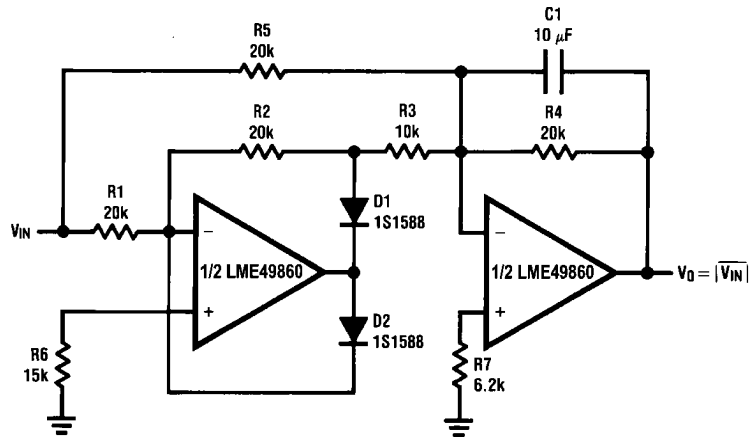 C1
10 μF
R5
20k
R2
20k
R3
10k
R4
20k
R1
20k
D1
1S1588
VIN
−
1/2 LME49860
+
−
1/2 LME49860
+
VO = |VIN|
D2
1S1588
R6
15k
R7
6.2k